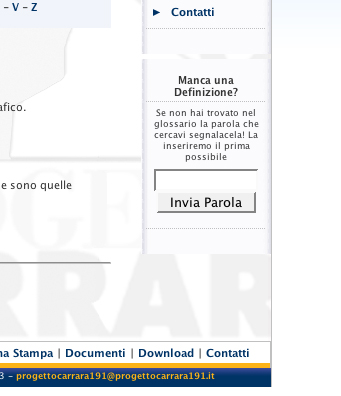 – V – Z
► Contatti
Manca una
Definizione?
Se non hai trovato nel
glossario la parola che
cercavi segnalacela! La
inseriremo il prima
possibile
Invia Parola
afico.
e sono quelle
na Stampa | Documenti | Download | Contatti
3 – progettocarrara191@progettocarrara191.it